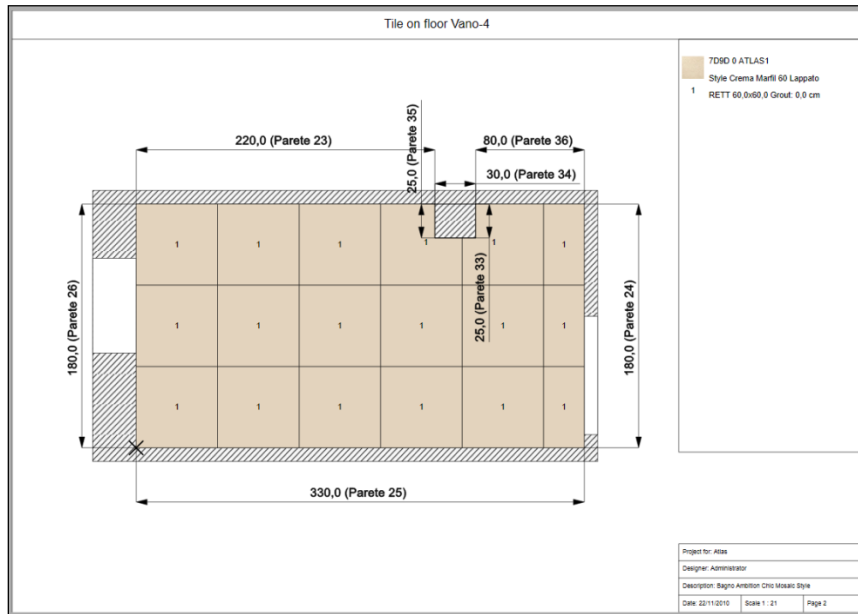 Tile on floor Vano-4
7D9D 0 ATLAS1
Style Crema Marfil 60 Lappato
1
RETT 60,0x60,0 Grout: 0,0 cm
220,0 (Parete 23)
25,0 (Parete 35)
80,0 (Parete 36)
30,0 (Parete 34)
180,0 (Parete 26)
1 1 1 1 1 1
25,0 (Parete 33)
180,0 (Parete 24)
1 1 1 1 1 1
1 1 1 1 1 1
330,0 (Parete 25)
Project for: Atlas
Designer: Administrator
Description: Bagno Ambition Chic Mosaic Style
Date: 22/11/2010 Scale 1 : 21 Page 2